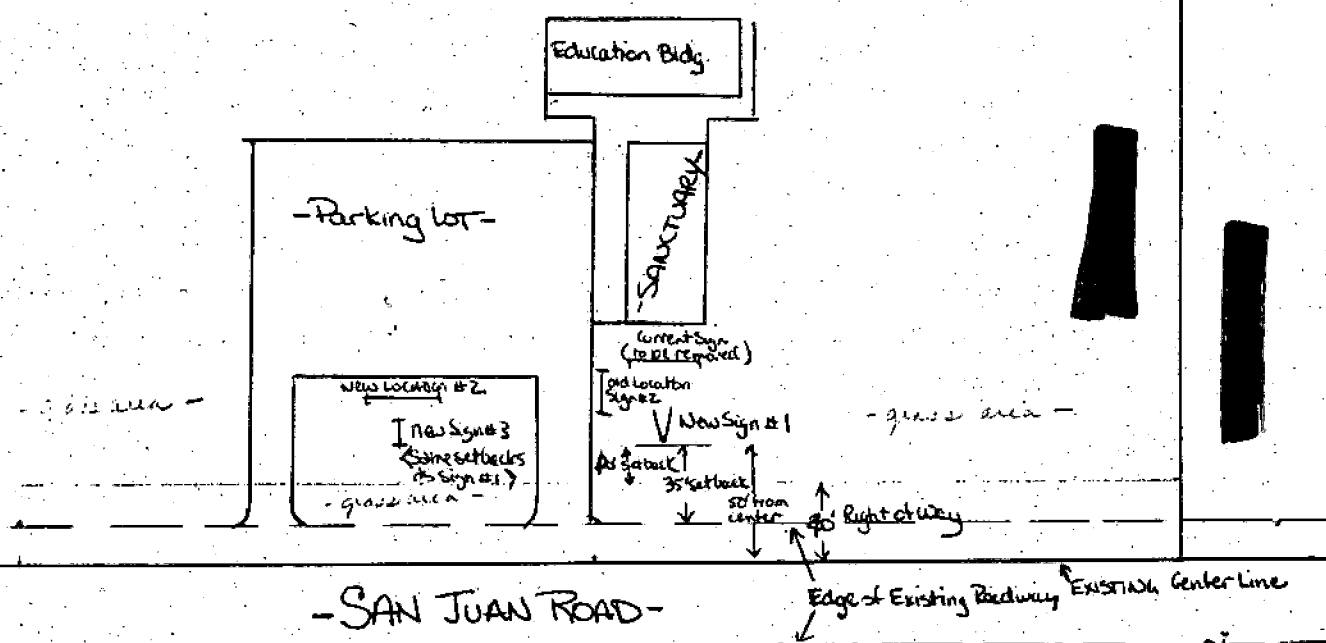 Education Bldg.
-Parking LOT-
-SANCTUARY-
Current Sign
(to be removed)
NEW LOCATION #2
old Location
Sign #2
New Sign #1
new Sign #3
(Same setbacks
as Sign #1)
- grass area -
- grass area -
setback
35' setback
50' from
center
Right of Way
Edge of Existing Roadway
EXISTING Center Line
-SAN JUAN ROAD-